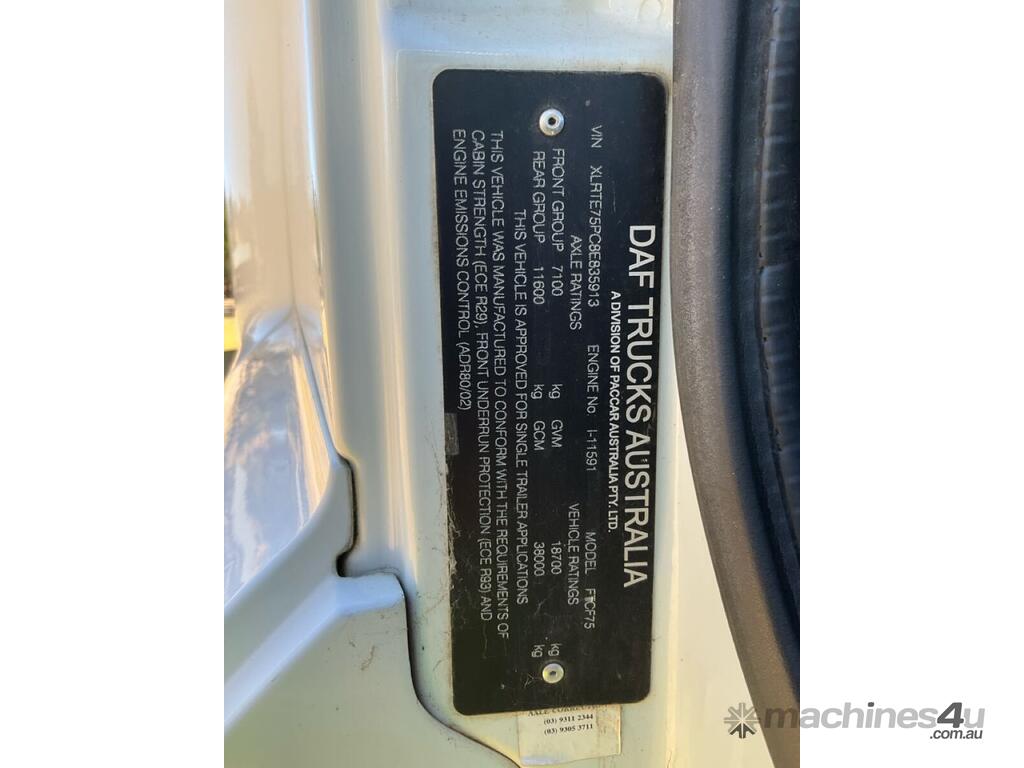 DAF TRUCKS AUSTRALIA
A DIVISION OF PACCAR AUSTRALIA PTY. LTD.
VIN XLRTE75PC8E835913 ENGINE No. I-11591 MODEL FTCF75
AXLE RATINGS VEHICLE RATINGS
FRONT GROUP 7100 kg GVM 18700 kg
REAR GROUP 11600 kg GCM 38000 kg
THIS VEHICLE IS APPROVED FOR SINGLE TRAILER APPLICATIONS
THIS VEHICLE WAS MANUFACTURED TO CONFORM WITH THE REQUIREMENTS OF
CABIN STRENGTH (ECE R29), FRONT UNDERRUN PROTECTION (ECE R93) AND
ENGINE EMISSIONS CONTROL (ADR80/02)
(03) 9311 2344
(03) 9305 3711
machines4u
.com.au